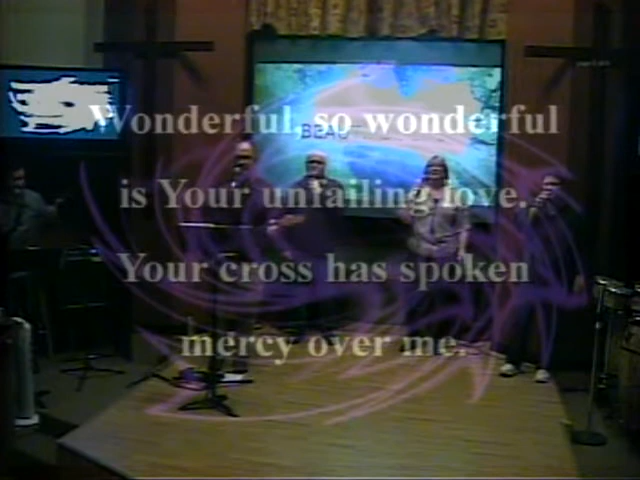 Wonderful, so wonderful
is Your unfailing love.
Your cross has spoken
mercy over me.